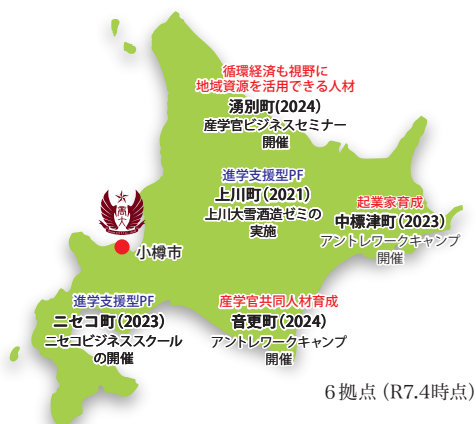 循環経済も視野に
地域資源を活用できる人材
湧別町(2024)
産学官ビジネスセミナー
開催
進学支援型PF
上川町(2021)
上川大雪酒造ゼミの
実施
起業家育成
中標津町(2023)
アントレワークキャンプ
開催
商大
小樽市
進学支援型PF
ニセコ町(2023)
ニセコビジネススクール
の開催
産学官共同人材育成
音更町(2024)
アントレワークキャンプ
開催
6拠点 (R7.4時点)